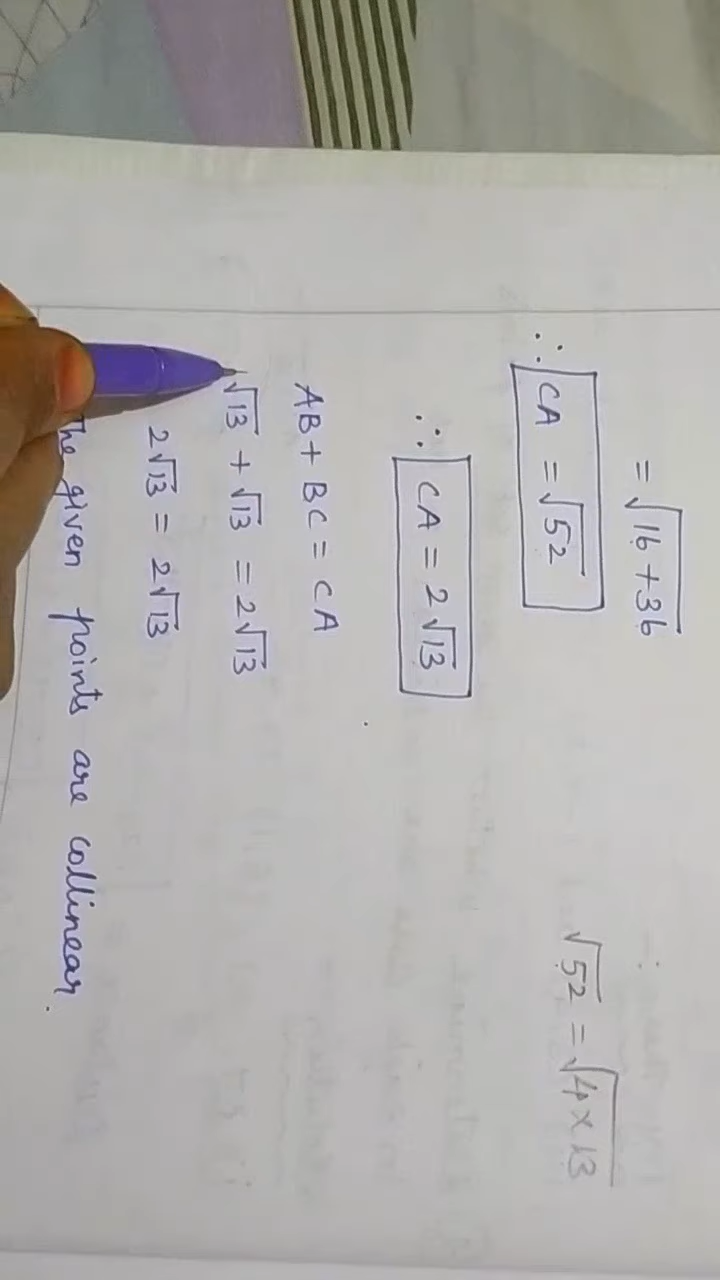 = √16 + 36
∴ CA = √52
√52 = √4 × 13
∴ CA = 2√13
AB + BC = CA
√13 + √13 = 2√13
2√13 = 2√13
The given points are collinear.